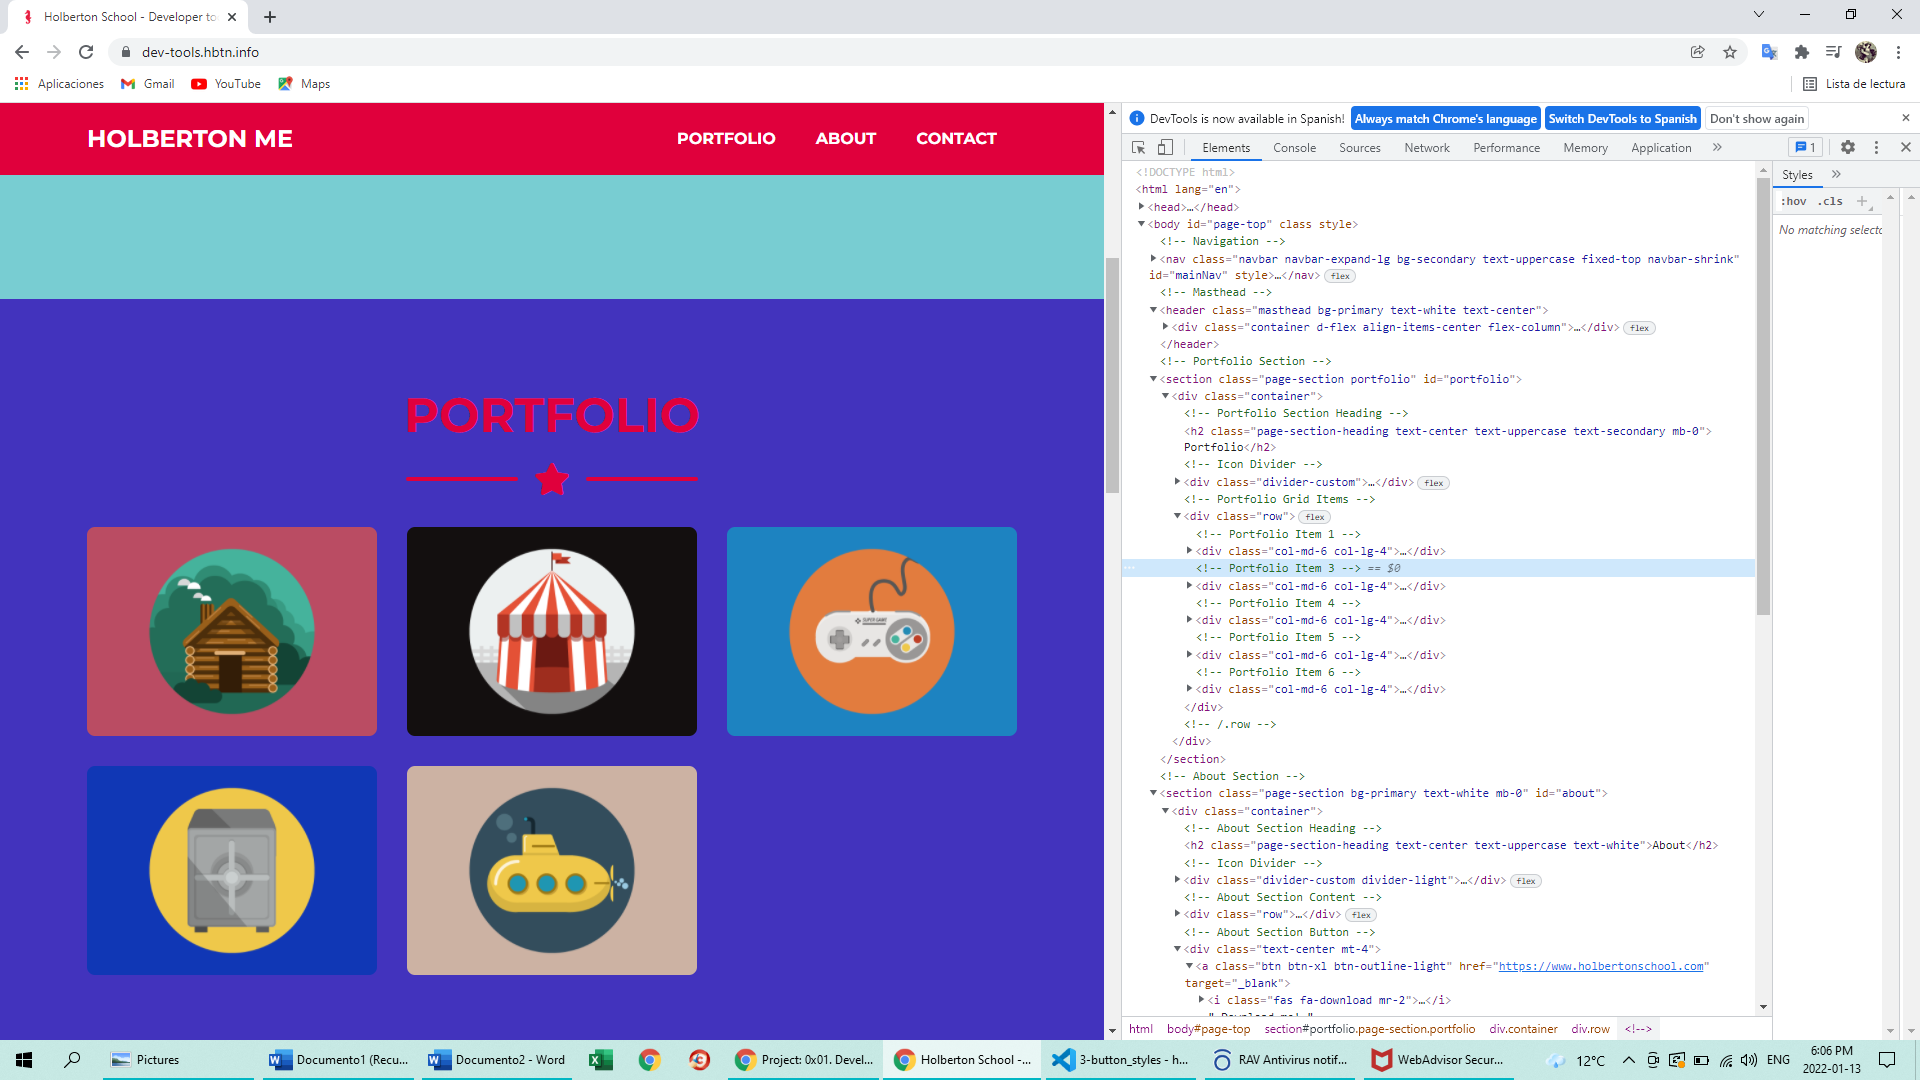 Holberton School - Developer to
dev-tools.hbtn.info
Aplicaciones
Gmail
YouTube
Maps
Lista de lectura
HOLBERTON ME
PORTFOLIO
ABOUT
CONTACT
PORTFOLIO
SUPER GAME
DevTools is now available in Spanish!
Always match Chrome's language
Switch DevTools to Spanish
Don't show again
Elements
Console
Sources
Network
Performance
Memory
Application
1
<!DOCTYPE html>
<html lang="en">
<head>…</head>
<body id="page-top" class style>
<!-- Navigation -->
<nav class="navbar navbar-expand-lg bg-secondary text-uppercase fixed-top navbar-shrink"
id="mainNav" style>…</nav> flex
<!-- Masthead -->
<header class="masthead bg-primary text-white text-center">
<div class="container d-flex align-items-center flex-column">…</div> flex
</header>
<!-- Portfolio Section -->
<section class="page-section portfolio" id="portfolio">
<div class="container">
<!-- Portfolio Section Heading -->
<h2 class="page-section-heading text-center text-uppercase text-secondary mb-0">
Portfolio</h2>
<!-- Icon Divider -->
<div class="divider-custom">…</div> flex
<!-- Portfolio Grid Items -->
<div class="row"> flex
<!-- Portfolio Item 1 -->
<div class="col-md-6 col-lg-4">…</div>
<!-- Portfolio Item 3 --> == $0
<div class="col-md-6 col-lg-4">…</div>
<!-- Portfolio Item 4 -->
<div class="col-md-6 col-lg-4">…</div>
<!-- Portfolio Item 5 -->
<div class="col-md-6 col-lg-4">…</div>
<!-- Portfolio Item 6 -->
<div class="col-md-6 col-lg-4">…</div>
</div>
<!-- /.row -->
</div>
</section>
<!-- About Section -->
<section class="page-section bg-primary text-white mb-0" id="about">
<div class="container">
<!-- About Section Heading -->
<h2 class="page-section-heading text-center text-uppercase text-white">About</h2>
<!-- Icon Divider -->
<div class="divider-custom divider-light">…</div> flex
<!-- About Section Content -->
<div class="row">…</div> flex
<!-- About Section Button -->
<div class="text-center mt-4">
<a class="btn btn-xl btn-outline-light" href="https://www.holbertonschool.com"
target="_blank">
<i class="fas fa-download mr-2">…</i>
" Download me! "
html
body#page-top
section#portfolio.page-section.portfolio
div.container
div.row
<!-->
Styles
:hov
.cls
No matching selecto
Pictures
Documento1 (Recu...
Documento2 - Word
Project: 0x01. Devel...
Holberton School -...
3-button_styles - h...
RAV Antivirus notif...
WebAdvisor Secur...
12°C
ENG
6:06 PM
2022-01-13